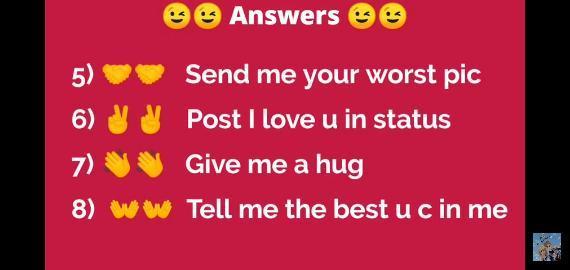 😉😉 Answers 😉😉
5) 🤝🤝 Send me your worst pic
6) ✌️✌️ Post I love u in status
7) 👋👋 Give me a hug
8) 👐👐 Tell me the best u c in me